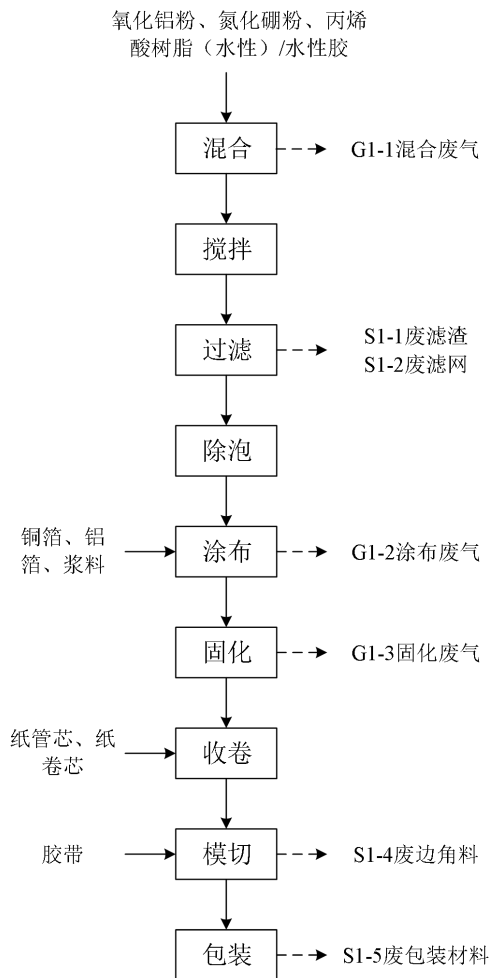 氧化铝粉、氮化硼粉、丙烯
酸树脂（水性）/水性胶
混合
G1-1混合废气
搅拌
过滤
S1-1废滤渣
S1-2废滤网
除泡
铜箔、铝
箔、浆料
涂布
G1-2涂布废气
固化
G1-3固化废气
纸管芯、纸
卷芯
收卷
胶带
模切
S1-4废边角料
包装
S1-5废包装材料